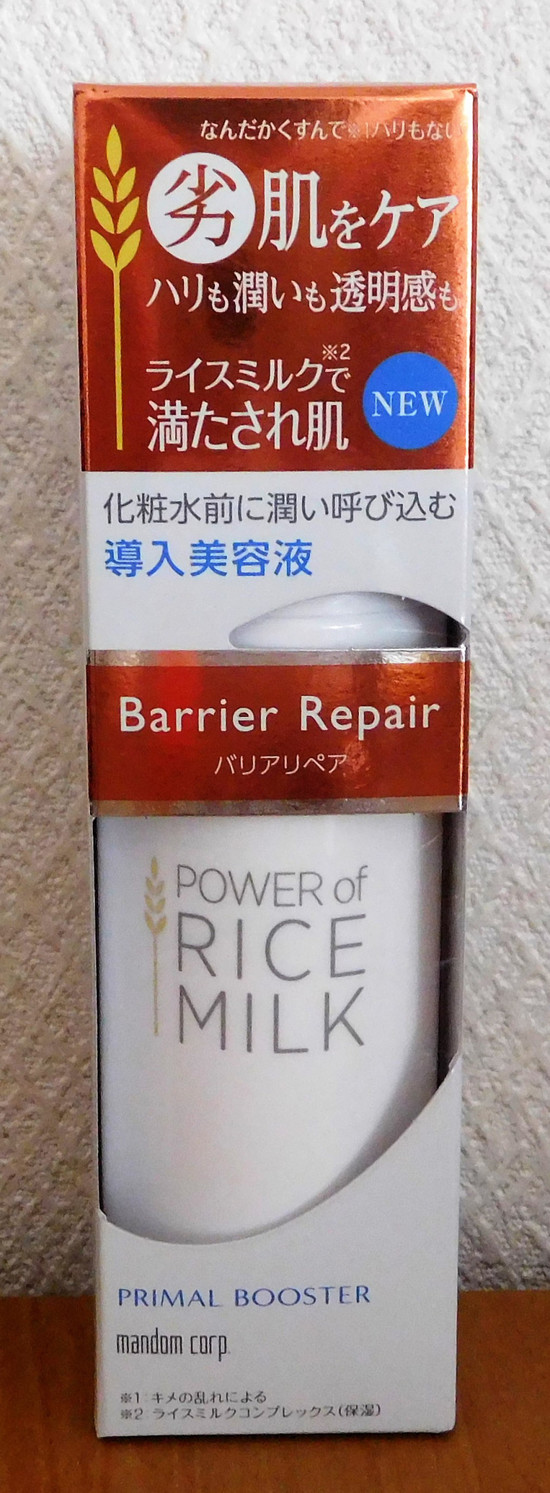 なんだかくすんで※1ハリもない
劣肌をケア
ハリも潤いも透明感も
ライスミルク※2で
満たされ肌
NEW
化粧水前に潤い呼び込む
導入美容液
Barrier Repair
バリアリペア
POWER of
RICE
MILK
PRIMAL BOOSTER
mandom corp.
※1:キメの乱れによる
※2:ライスミルクコンプレックス(保湿)